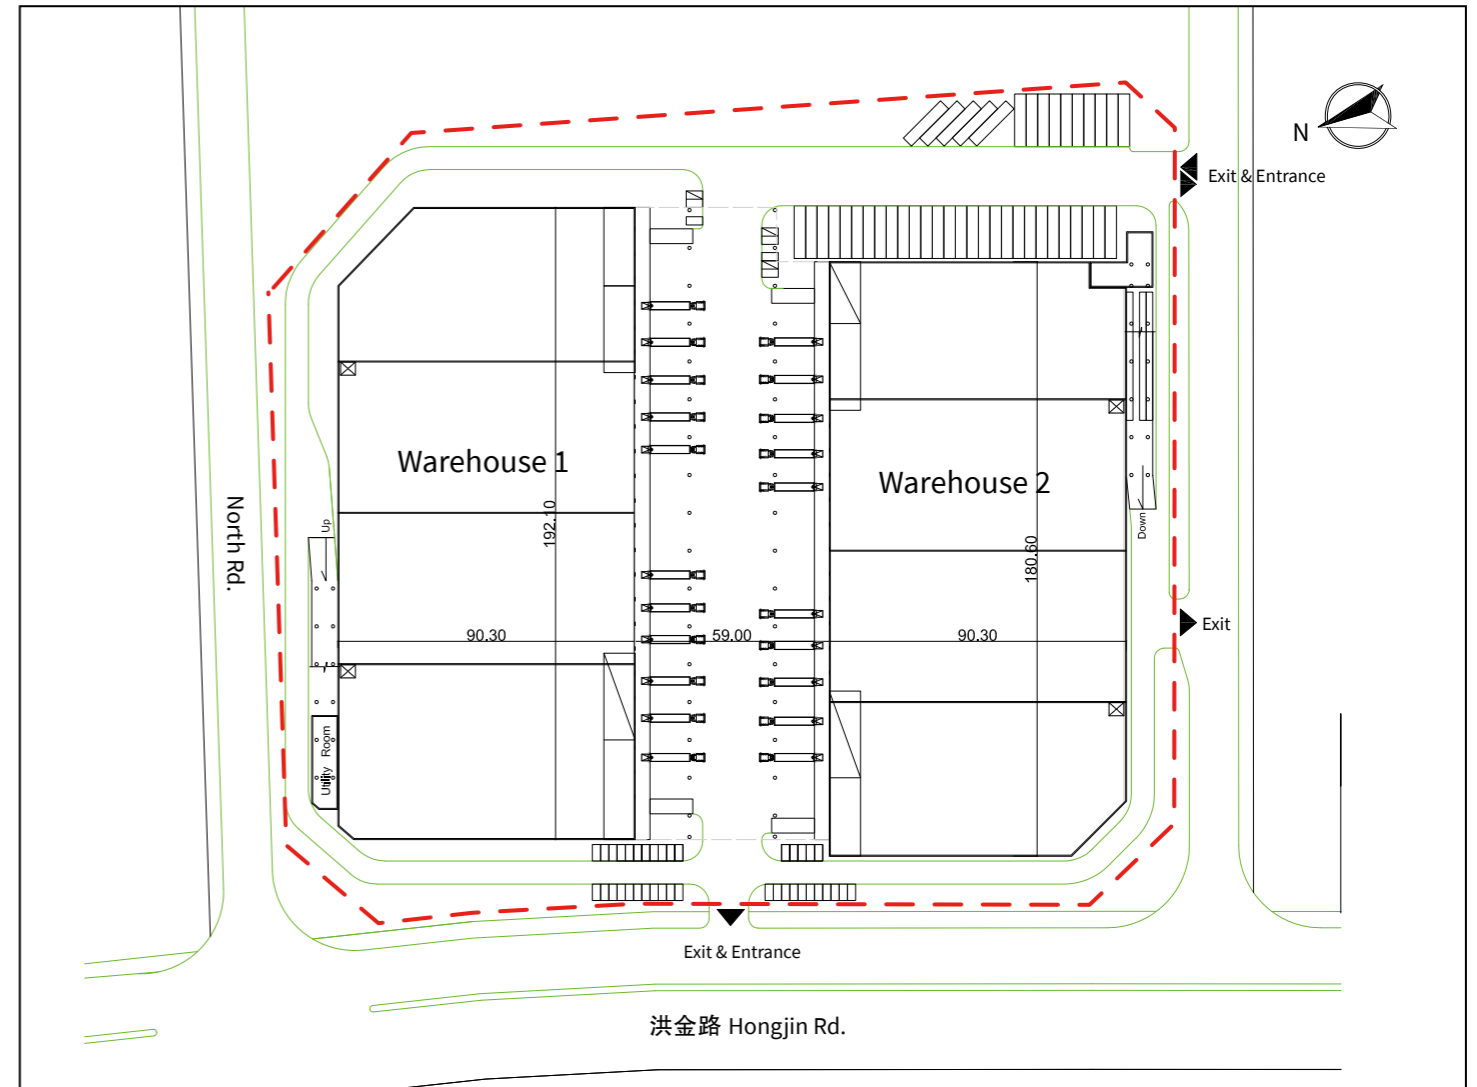 N
Exit & Entrance
Warehouse 1
Warehouse 2
North Rd.
192.10
Up
Down
180.60
90.30
59.00
90.30
Exit
Utility Room
Exit & Entrance
洪金路 Hongjin Rd.